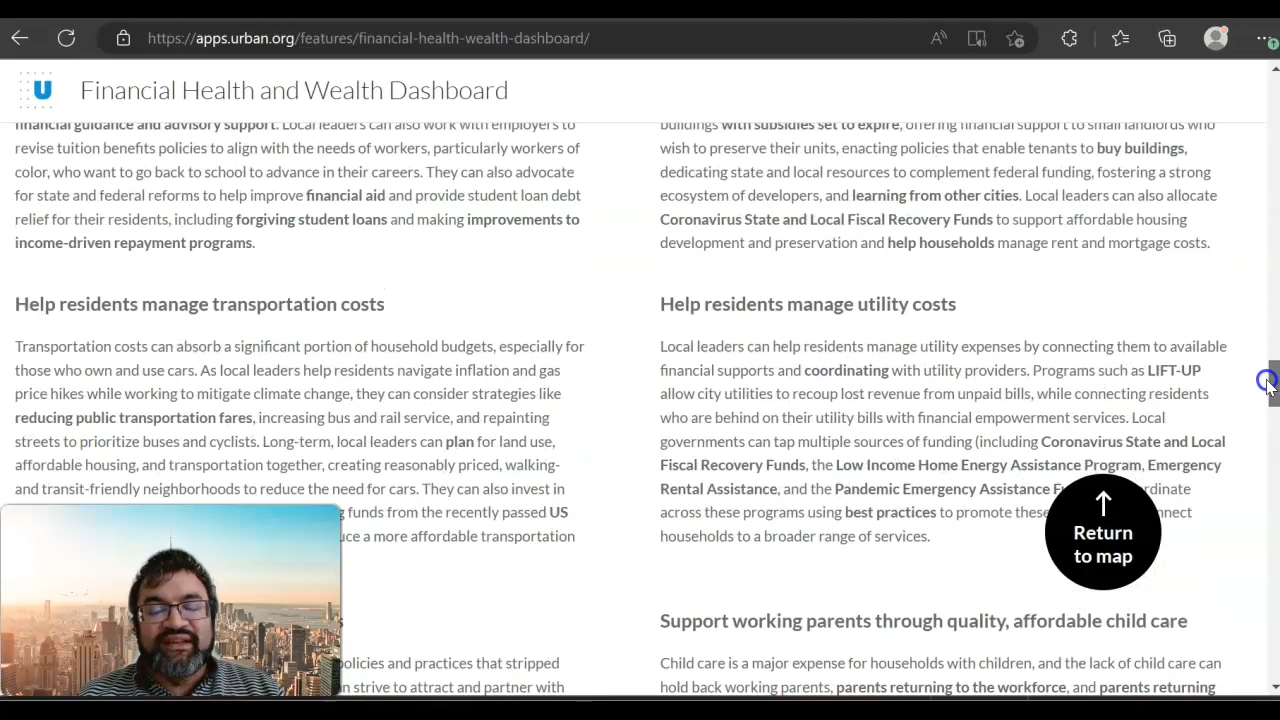 https://apps.urban.org/features/financial-health-wealth-dashboard/
U Financial Health and Wealth Dashboard
financial guidance and advisory support. Local leaders can also work with employers to
revise tuition benefits policies to align with the needs of workers, particularly workers of
color, who want to go back to school to advance in their careers. They can also advocate
for state and federal reforms to help improve financial aid and provide student loan debt
relief for their residents, including forgiving student loans and making improvements to
income-driven repayment programs.
Help residents manage transportation costs
Transportation costs can absorb a significant portion of household budgets, especially for
those who own and use cars. As local leaders help residents navigate inflation and gas
price hikes while working to mitigate climate change, they can consider strategies like
reducing public transportation fares, increasing bus and rail service, and repainting
streets to prioritize buses and cyclists. Long-term, local leaders can plan for land use,
affordable housing, and transportation together, creating reasonably priced, walking-
and transit-friendly neighborhoods to reduce the need for cars. They can also invest in
funds from the recently passed US
a more affordable transportation
policies and practices that stripped
strive to attract and partner with
buildings with subsidies set to expire, offering financial support to small landlords who
wish to preserve their units, enacting policies that enable tenants to buy buildings,
dedicating state and local resources to complement federal funding, fostering a strong
ecosystem of developers, and learning from other cities. Local leaders can also allocate
Coronavirus State and Local Fiscal Recovery Funds to support affordable housing
development and preservation and help households manage rent and mortgage costs.
Help residents manage utility costs
Local leaders can help residents manage utility expenses by connecting them to available
financial supports and coordinating with utility providers. Programs such as LIFT-UP
allow city utilities to recoup lost revenue from unpaid bills, while connecting residents
who are behind on their utility bills with financial empowerment services. Local
governments can tap multiple sources of funding (including Coronavirus State and Local
Fiscal Recovery Funds, the Low Income Home Energy Assistance Program, Emergency
Rental Assistance, and the Pandemic Emergency Assistance
across these programs using best practices to promote these
households to a broader range of services.
Return
to map
Support working parents through quality, affordable child care
Child care is a major expense for households with children, and the lack of child care can
hold back working parents, parents returning to the workforce, and parents returning